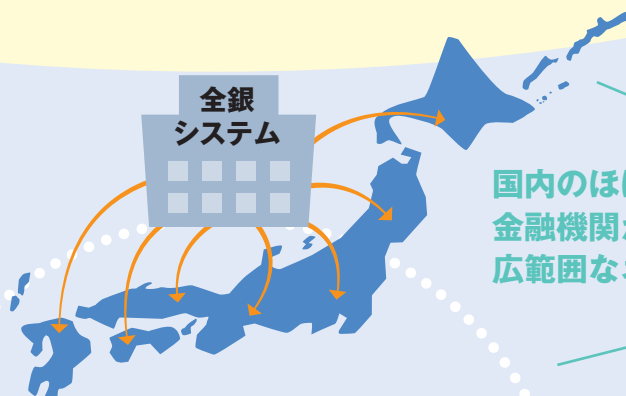 全銀
システム
国内のほ
金融機関
広範囲な